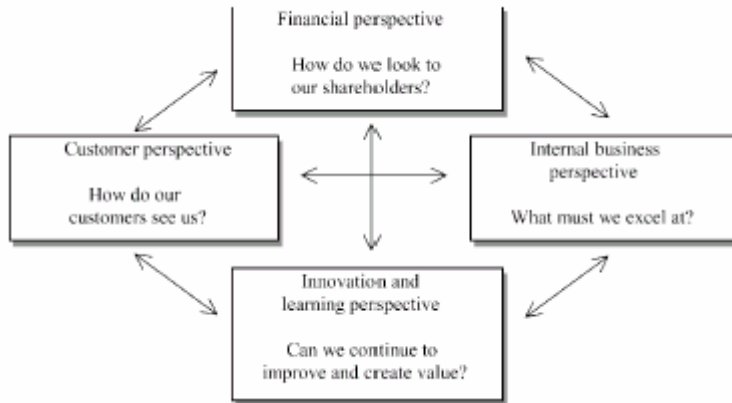 Financial perspective
How do we look to
our shareholders?
Customer perspective
How do our
customers see us?
Internal business
perspective
What must we excel at?
Innovation and
learning perspective
Can we continue to
improve and create value?